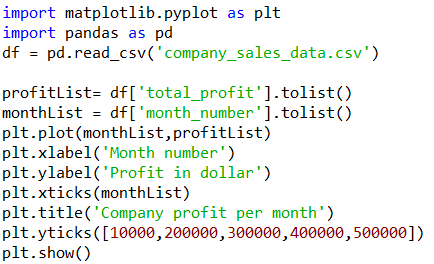 import matplotlib.pyplot as plt
import pandas as pd
df = pd.read_csv('company_sales_data.csv')
profitList= df['total_profit'].tolist()
monthList = df['month_number'].tolist()
plt.plot(monthList,profitList)
plt.xlabel('Month number')
plt.ylabel('Profit in dollar')
plt.xticks(monthList)
plt.title('Company profit per month')
plt.yticks([10000,200000,300000,400000,500000])
plt.show()